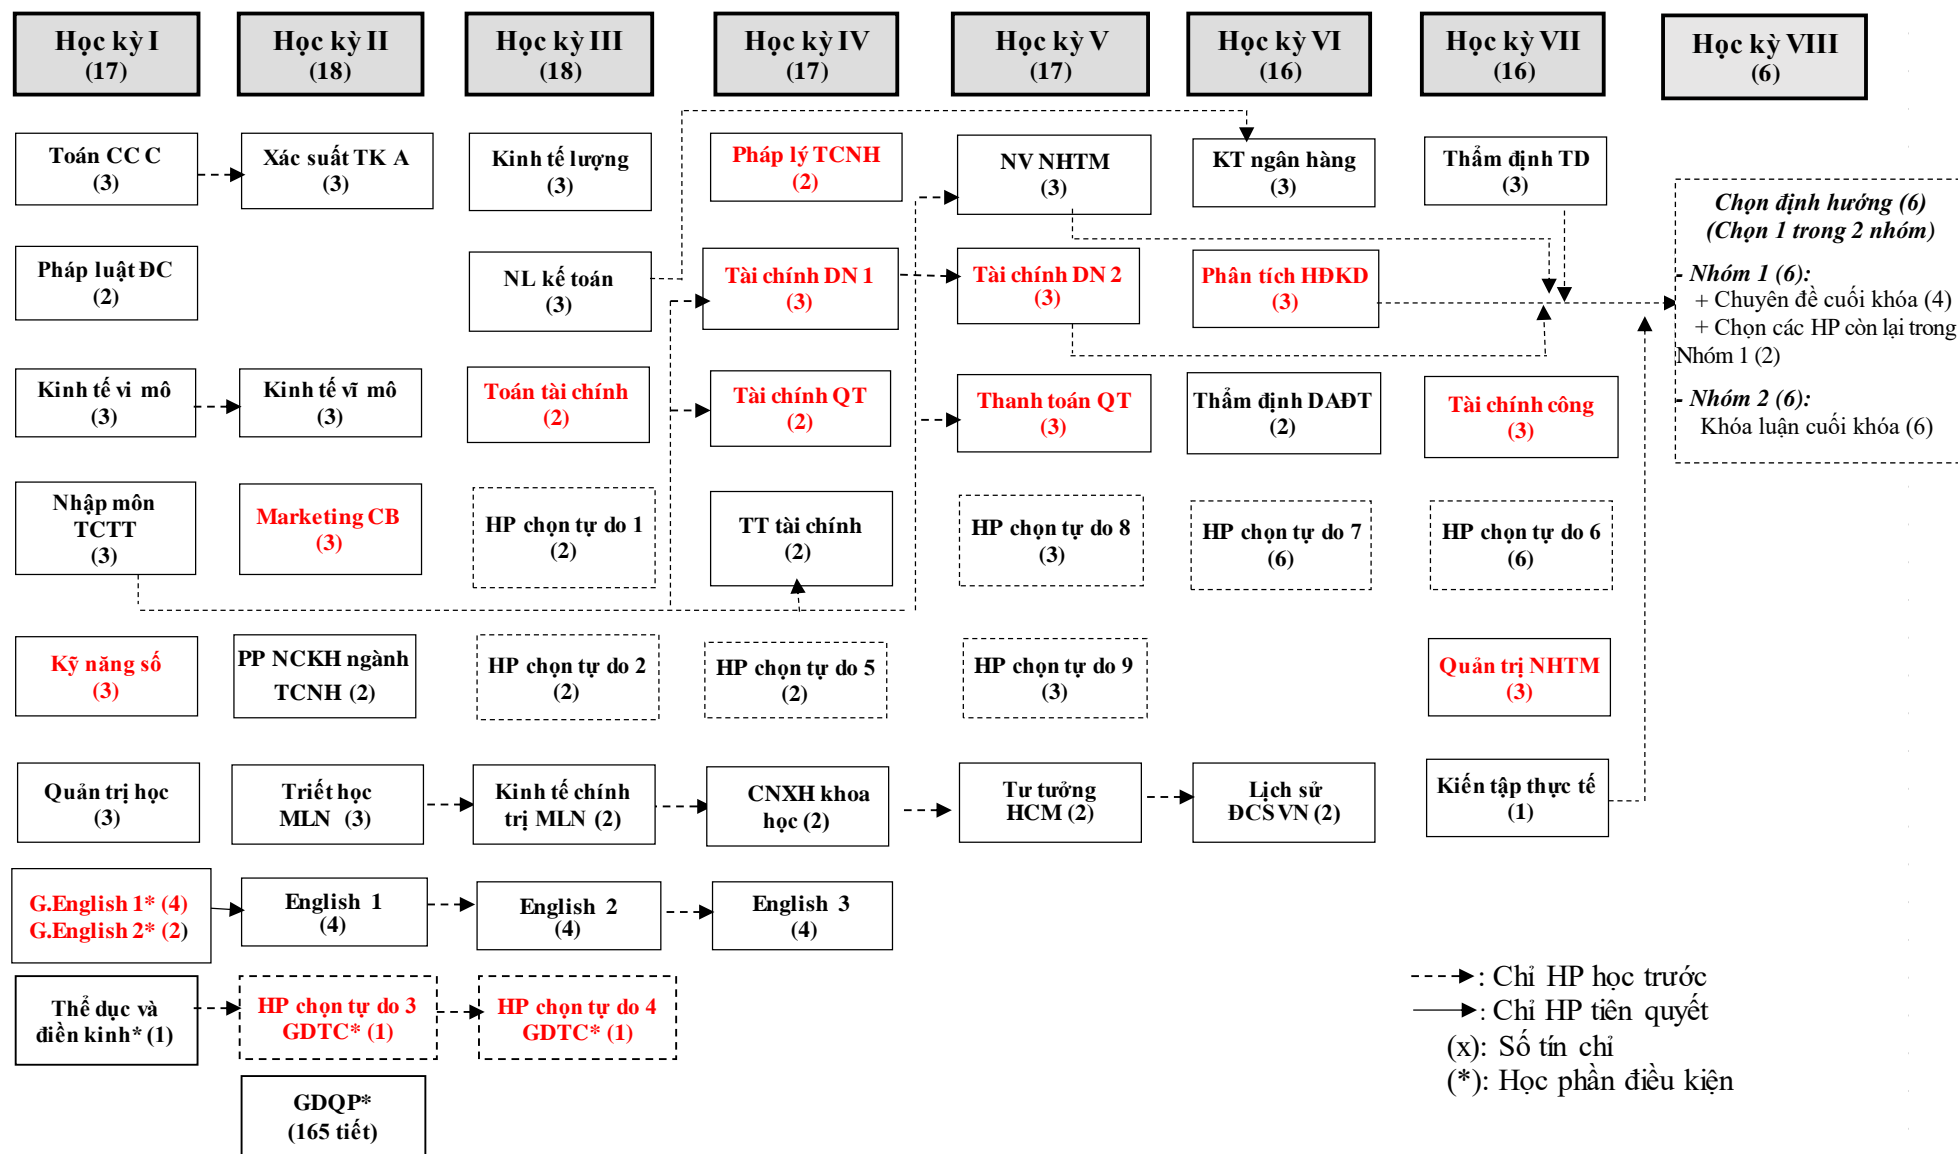 Học kỳ I
(17)
Học kỳ II
(18)
Học kỳ III
(18)
Học kỳ IV
(17)
Học kỳ V
(17)
Học kỳ VI
(16)
Học kỳ VII
(16)
Học kỳ VIII
(6)
Toán CC C
(3)
Xác suất TK A
(3)
Kinh tế lượng
(3)
Pháp lý TCNH
(2)
NV NHTM
(3)
KT ngân hàng
(3)
Thẩm định TD
(3)
Chọn định hướng (6)
(Chọn 1 trong 2 nhóm)
- Nhóm 1 (6):
+ Chuyên đề cuối khóa (4)
+ Chọn các HP còn lại trong
Nhóm 1 (2)
- Nhóm 2 (6):
Khóa luận cuối khóa (6)
Pháp luật ĐC
(2)
NL kế toán
(3)
Tài chính DN 1
(3)
Tài chính DN 2
(3)
Phân tích HĐKD
(3)
Kinh tế vi mô
(3)
Kinh tế vĩ mô
(3)
Toán tài chính
(2)
Tài chính QT
(2)
Thanh toán QT
(3)
Thẩm định DAĐT
(2)
Tài chính công
(3)
Nhập môn
TCTT
(3)
Marketing CB
(3)
HP chọn tự do 1
(2)
TT tài chính
(2)
HP chọn tự do 8
(3)
HP chọn tự do 7
(6)
HP chọn tự do 6
(6)
Kỹ năng số
(3)
PP NCKH ngành
TCNH (2)
HP chọn tự do 2
(2)
HP chọn tự do 5
(2)
HP chọn tự do 9
(3)
Quản trị NHTM
(3)
Quản trị học
(3)
Triết học
MLN (3)
Kinh tế chính
trị MLN (2)
CNXH khoa
học (2)
Tư tưởng
HCM (2)
Lịch sử
ĐCSVN (2)
Kiến tập thực tế
(1)
G.English 1* (4)
G.English 2* (2)
English 1
(4)
English 2
(4)
English 3
(4)
Thể dục và
điền kinh* (1)
HP chọn tự do 3
GDTC* (1)
HP chọn tự do 4
GDTC* (1)
GDQP*
(165 tiết)
: Chỉ HP học trước
: Chỉ HP tiên quyết
(x): Số tín chỉ
(*): Học phần điều kiện